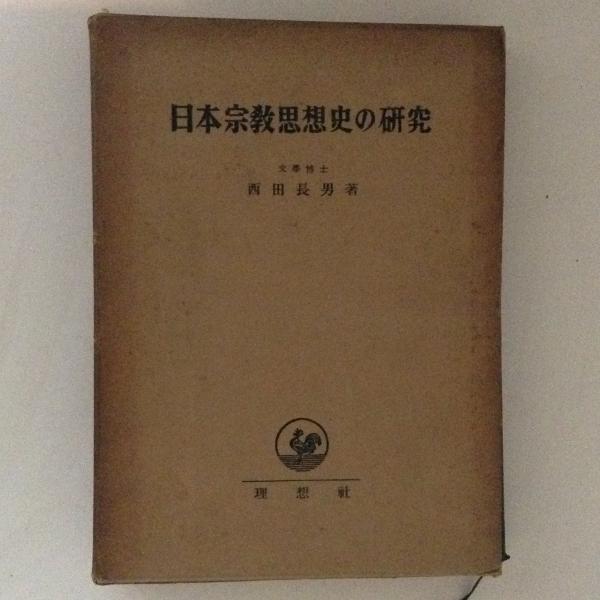 日本宗教思想史の研究
文學博士
西田長男著
理想社